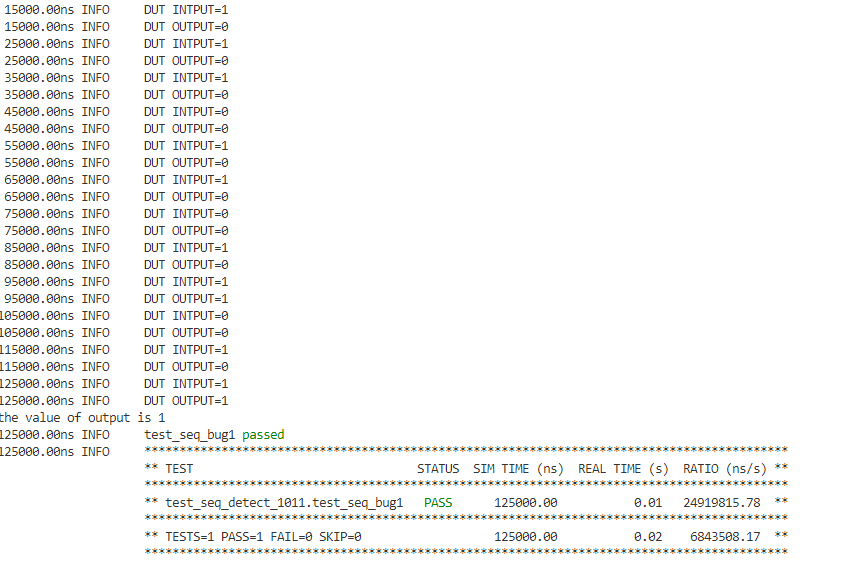 15000.00ns INFO     DUT INTPUT=1
15000.00ns INFO     DUT OUTPUT=0
25000.00ns INFO     DUT INTPUT=1
25000.00ns INFO     DUT OUTPUT=0
35000.00ns INFO     DUT INTPUT=1
35000.00ns INFO     DUT OUTPUT=0
45000.00ns INFO     DUT INTPUT=0
45000.00ns INFO     DUT OUTPUT=0
55000.00ns INFO     DUT INTPUT=1
55000.00ns INFO     DUT OUTPUT=0
65000.00ns INFO     DUT INTPUT=1
65000.00ns INFO     DUT OUTPUT=0
75000.00ns INFO     DUT INTPUT=0
75000.00ns INFO     DUT OUTPUT=0
85000.00ns INFO     DUT INTPUT=1
85000.00ns INFO     DUT OUTPUT=0
95000.00ns INFO     DUT INTPUT=1
95000.00ns INFO     DUT OUTPUT=1
105000.00ns INFO     DUT INTPUT=0
105000.00ns INFO     DUT OUTPUT=0
115000.00ns INFO     DUT INTPUT=1
115000.00ns INFO     DUT OUTPUT=0
125000.00ns INFO     DUT INTPUT=1
125000.00ns INFO     DUT OUTPUT=1
the value of output is 1
125000.00ns INFO     test_seq_bug1 passed
125000.00ns INFO     *******************************************************************************************
** TEST                                STATUS  SIM TIME (ns)  REAL TIME (s)  RATIO (ns/s) **
*******************************************************************************************
** test_seq_detect_1011.test_seq_bug1   PASS      125000.00           0.01   24919815.78  **
*******************************************************************************************
** TESTS=1 PASS=1 FAIL=0 SKIP=0                   125000.00           0.02    6843508.17  **
*******************************************************************************************